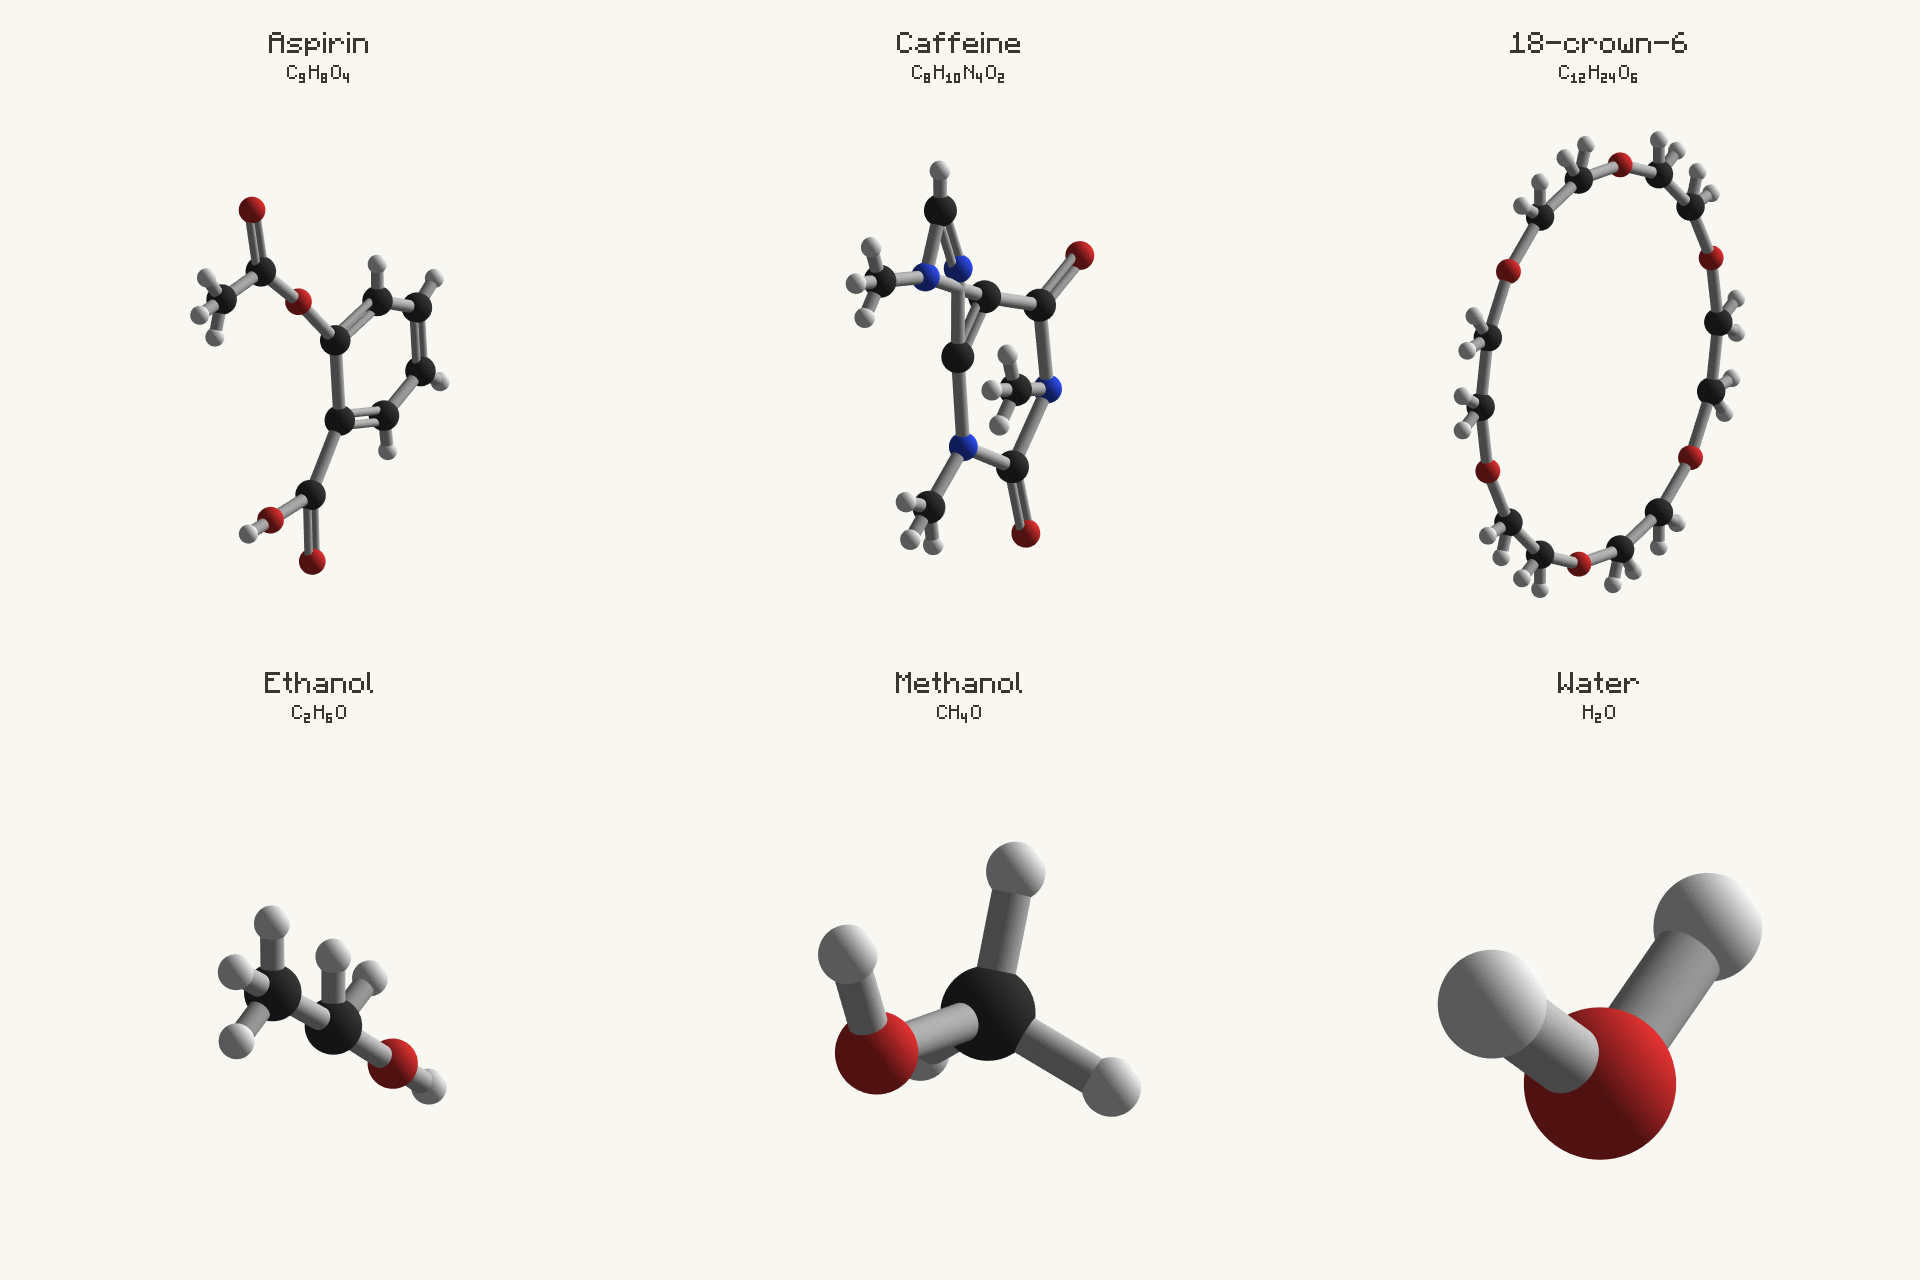 Aspirin
C₉H₈O₄
Caffeine
C₈H₁₀N₄O₂
18-crown-6
C₁₂H₂₄O₆
Ethanol
C₂H₆O
Methanol
CH₄O
Water
H₂O